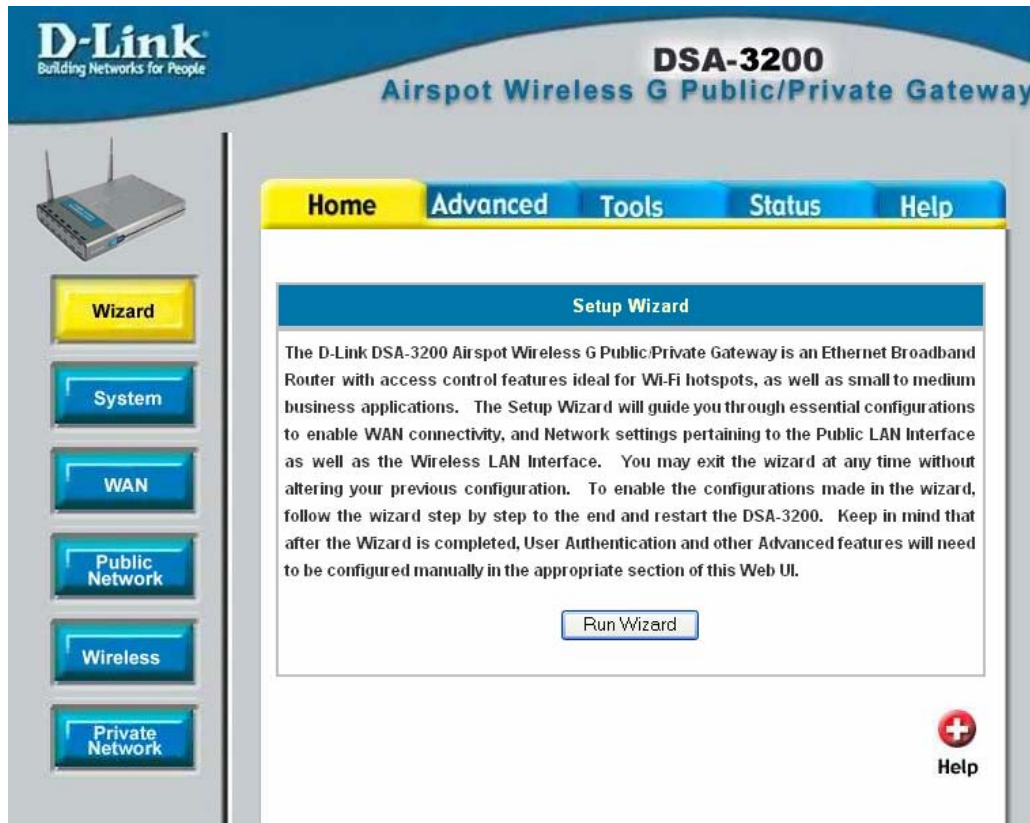 D-Link
Building Networks for People
DSA-3200
Airspot Wireless G Public/Private Gateway
Home
Advanced
Tools
Status
Help
Wizard
System
WAN
Public
Network
Wireless
Private
Network
Setup Wizard
The D-Link DSA-3200 Airspot Wireless G Public/Private Gateway is an Ethernet Broadband
Router with access control features ideal for Wi-Fi hotspots, as well as small to medium
business applications. The Setup Wizard will guide you through essential configurations
to enable WAN connectivity, and Network settings pertaining to the Public LAN Interface
as well as the Wireless LAN Interface. You may exit the wizard at any time without
altering your previous configuration. To enable the configurations made in the wizard,
follow the wizard step by step to the end and restart the DSA-3200. Keep in mind that
after the Wizard is completed, User Authentication and other Advanced features will need
to be configured manually in the appropriate section of this Web UI.
Run Wizard
Help